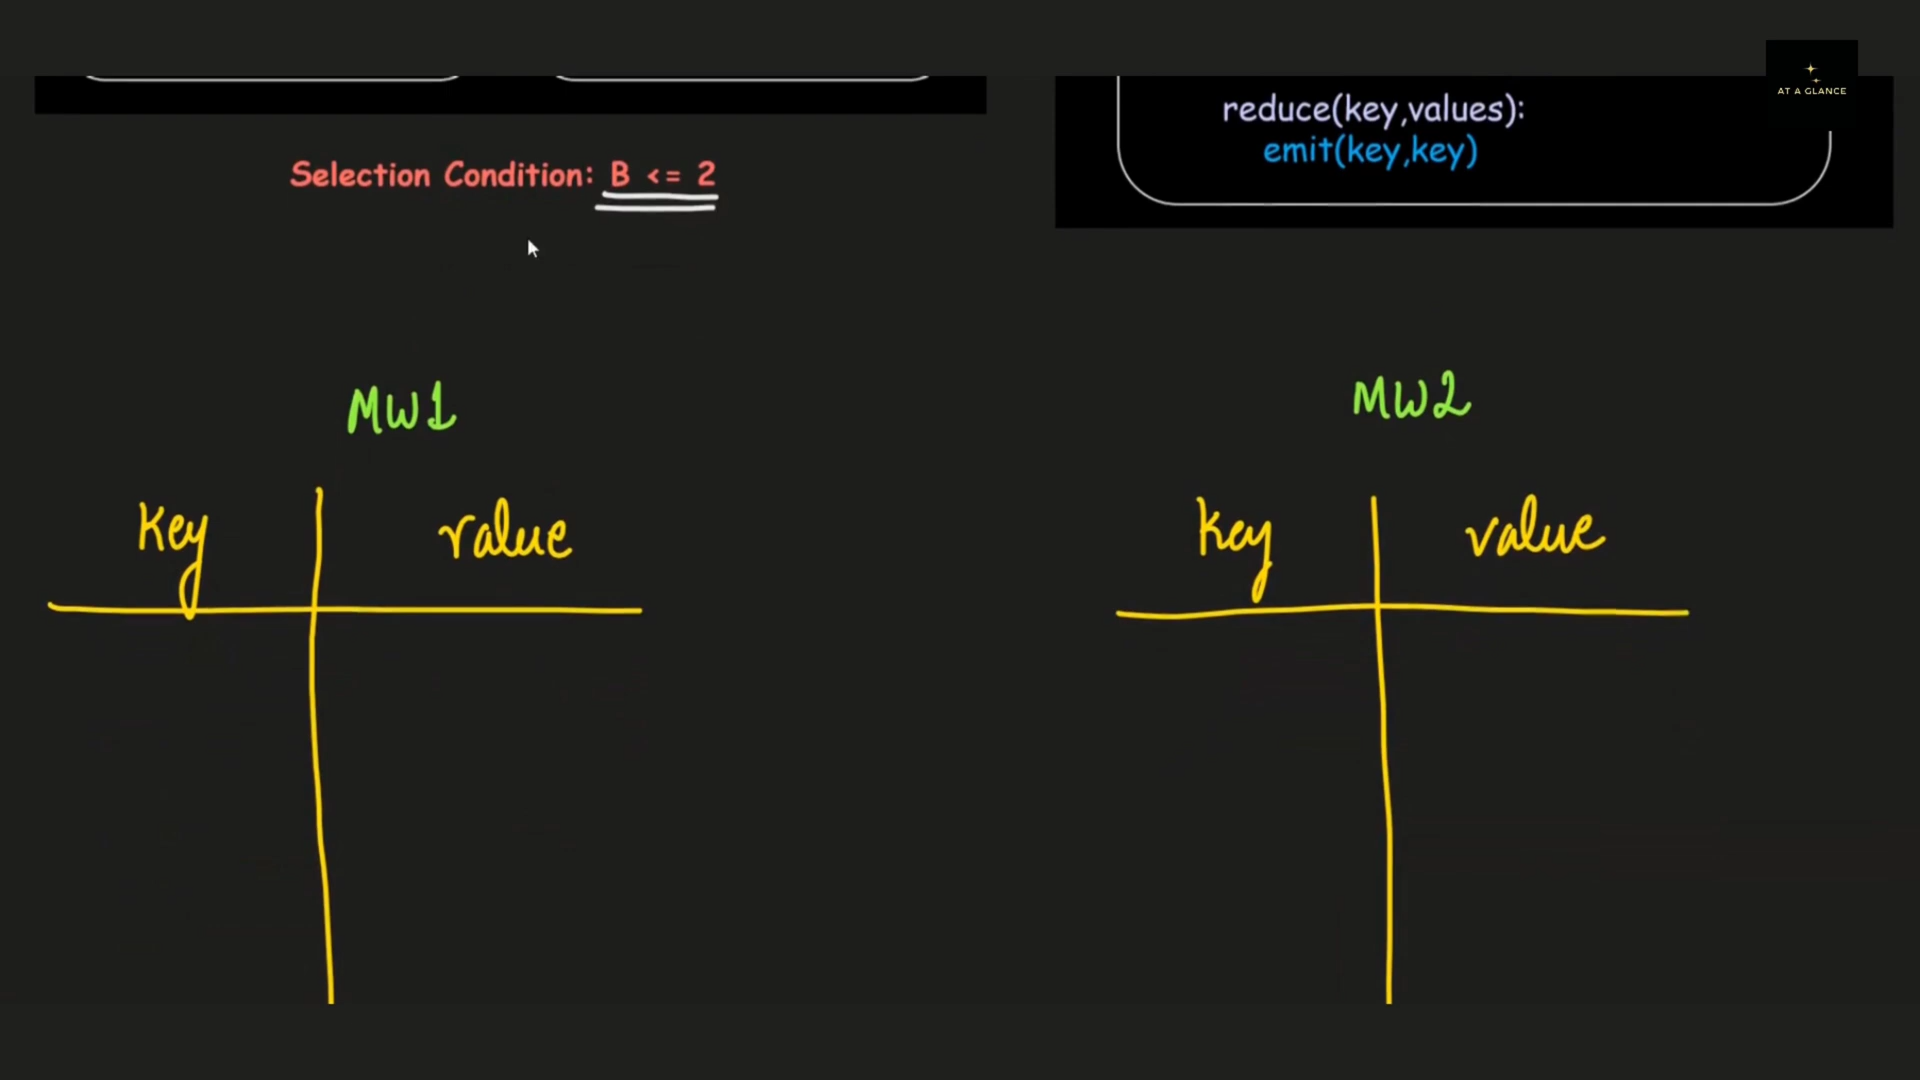 AT A GLANCE
reduce(key,values):
emit(key,key)
Selection Condition: B <= 2
MW1
MW2
Key
value
Key
value